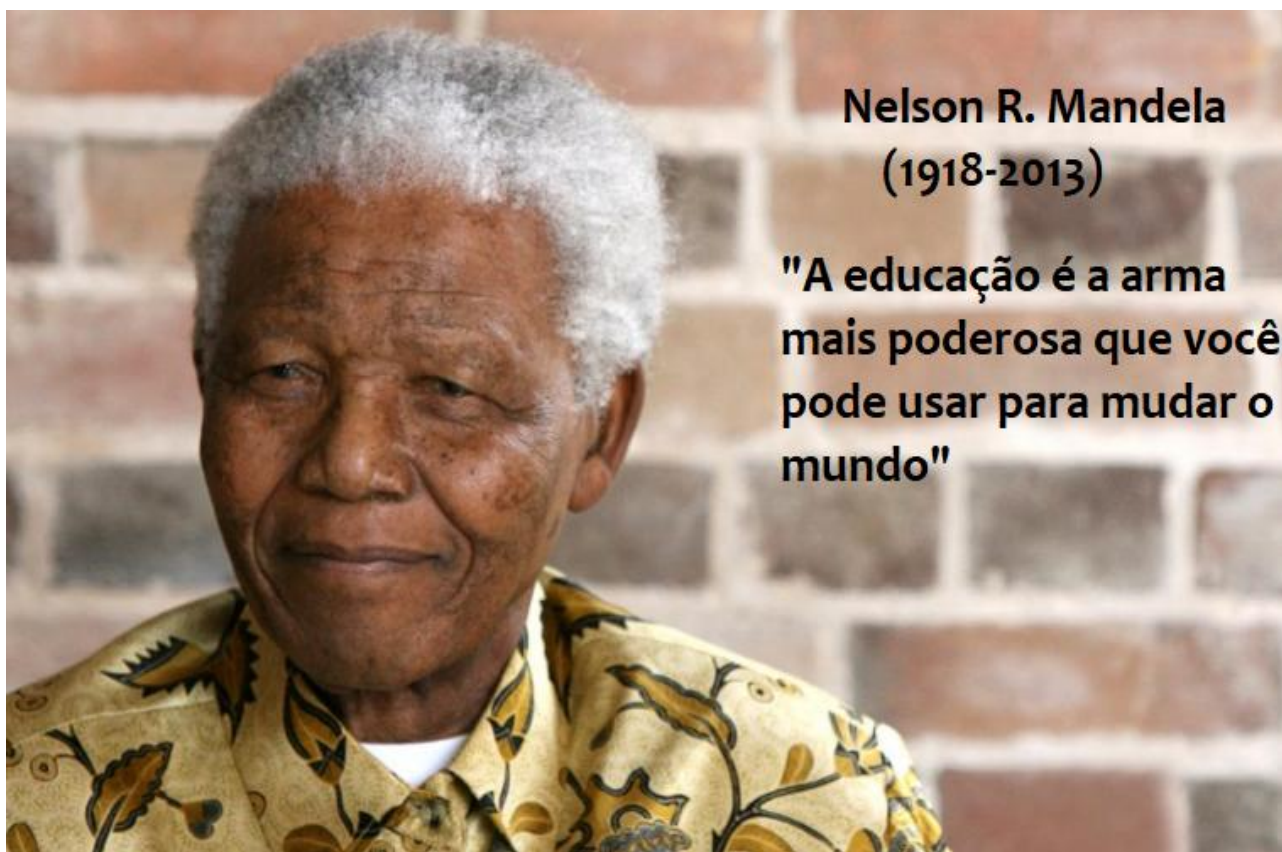 Nelson R. Mandela
(1918-2013)
"A educação é a arma
mais poderosa que você
pode usar para mudar o
mundo"